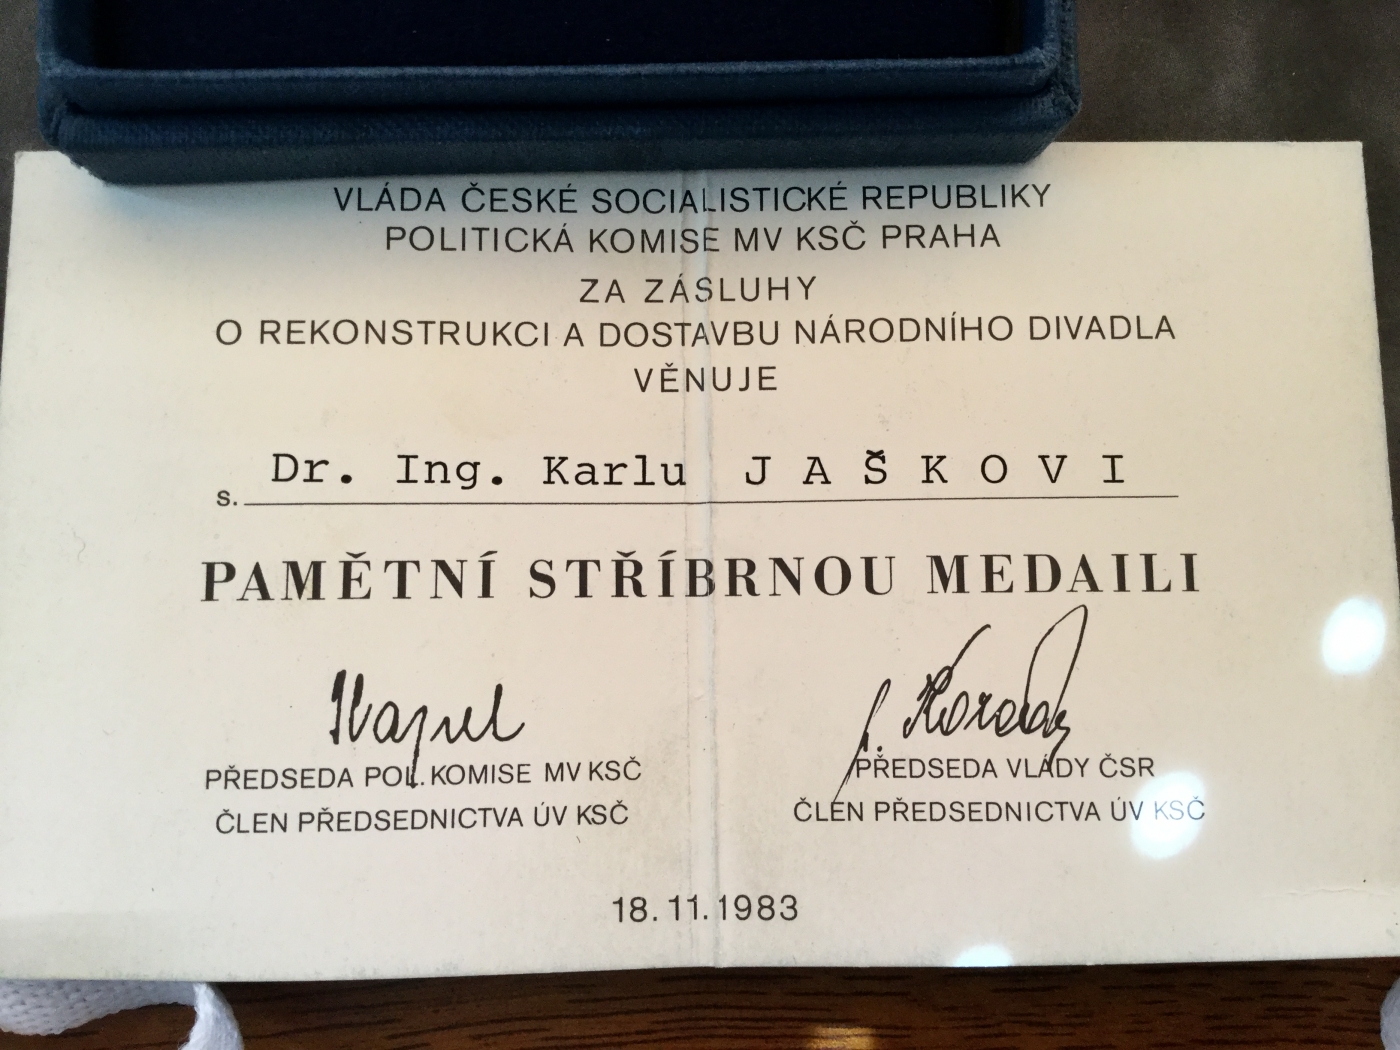 VLÁDA ČESKÉ SOCIALISTICKÉ REPUBLIKY
POLITICKÁ KOMISE MV KSČ PRAHA
ZA ZÁSLUHY
O REKONSTRUKCI A DOSTAVBU NÁRODNÍHO DIVADLA
VĚNUJE
s. Dr. Ing. Karlu JAŠKOVI
PAMĚTNÍ STŘÍBRNOU MEDAILI
PŘEDSEDA POL. KOMISE MV KSČ
ČLEN PŘEDSEDNICTVA ÚV KSČ
PŘEDSEDA VLÁDY ČSR
ČLEN PŘEDSEDNICTVA ÚV KSČ
18.11.1983